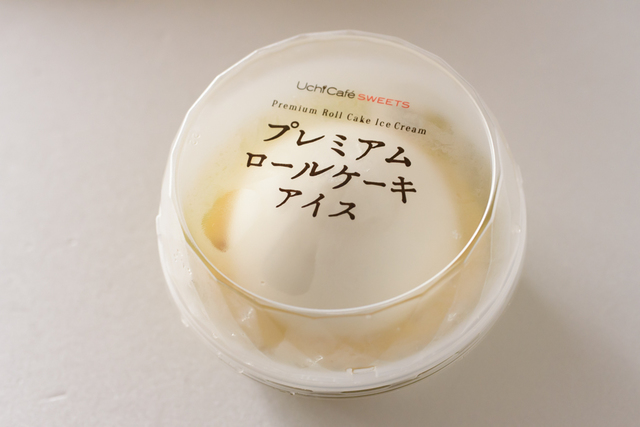 Uchi Café SWEETS
Premium Roll Cake Ice Cream
プレミアム
ロールケーキ
アイス